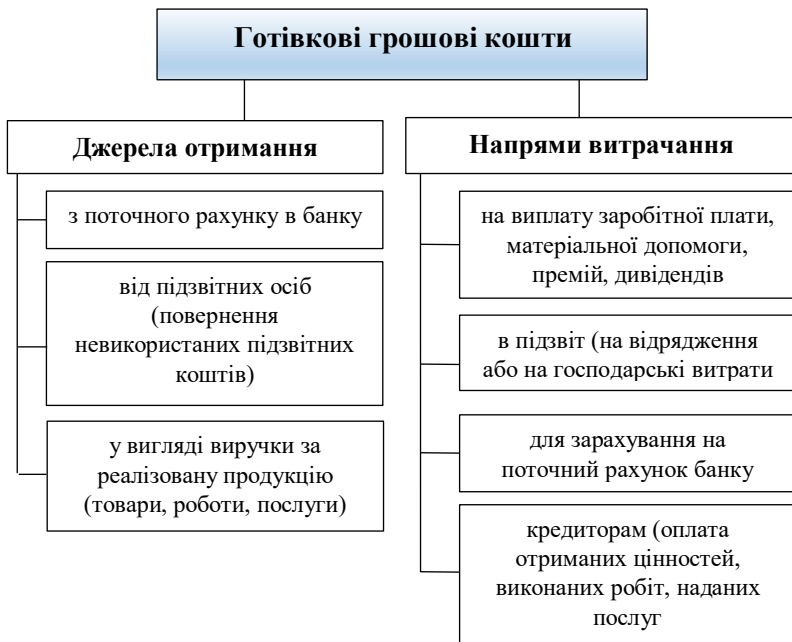 Готівкові грошові кошти
Джерела отримання
з поточного рахунку в банку
від підзвітних осіб
(повернення
невикористаних підзвітних
коштів)
у вигляді виручки за
реалізовану продукцію
(товари, роботи, послуги)
Напрями витрачання
на виплату заробітної плати,
матеріальної допомоги,
премій, дивідендів
в підзвіт (на відрядження
або на господарські витрати
для зарахування на
поточний рахунок банку
кредиторам (оплата
отриманих цінностей,
виконаних робіт, наданих
послуг